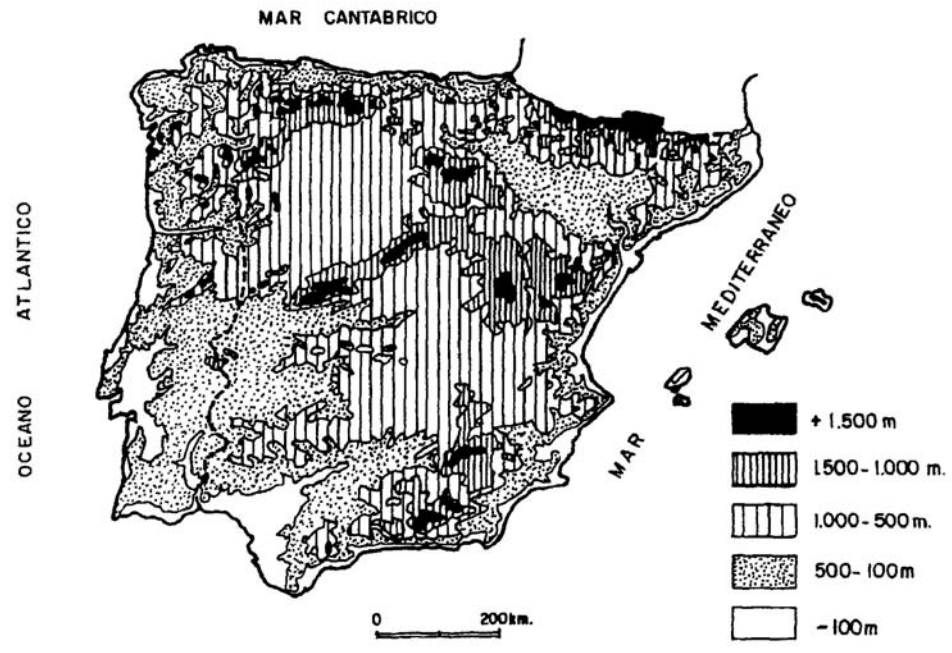 MAR CANTABRICO
OCEANO ATLANTICO
MAR MEDITERRANEO
+ 1.500 m
1.500 - 1.000 m.
1.000 - 500 m.
500 - 100 m
- 100 m
0 200 km.